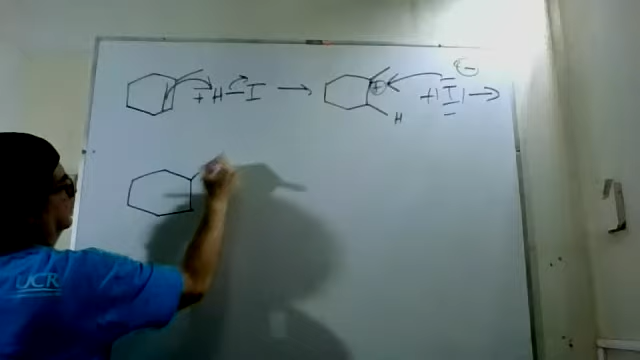 + H — I → ⊕ + |I| ⊖ →
H
UCR